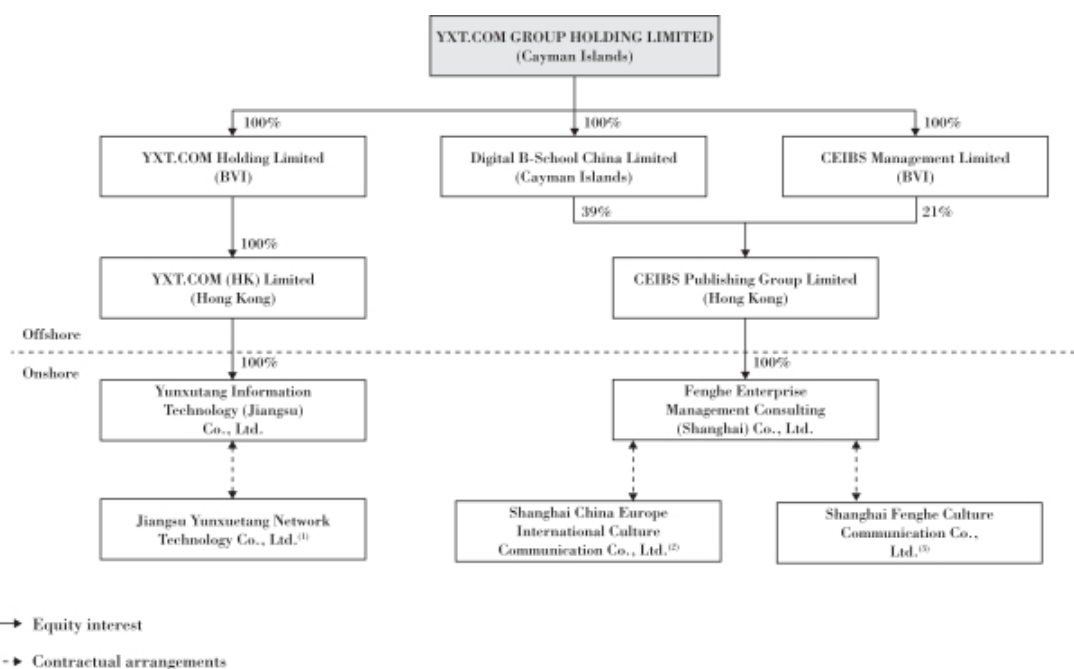 YXT.COM GROUP HOLDING LIMITED
(Cayman Islands)
100%
100%
100%
YXT.COM Holding Limited
(BVI)
Digital B-School China Limited
(Cayman Islands)
CEIBS Management Limited
(BVI)
39%
21%
100%
YXT.COM (HK) Limited
(Hong Kong)
CEIBS Publishing Group Limited
(Hong Kong)
Offshore
Onshore
100%
100%
Yunxutang Information
Technology (Jiangsu)
Co., Ltd.
Fenghe Enterprise
Management Consulting
(Shanghai) Co., Ltd.
Jiangsu Yunxuetang Network
Technology Co., Ltd.(1)
Shanghai China Europe
International Culture
Communication Co., Ltd.(2)
Shanghai Fenghe Culture
Communication Co.,
Ltd.(3)
Equity interest
Contractual arrangements